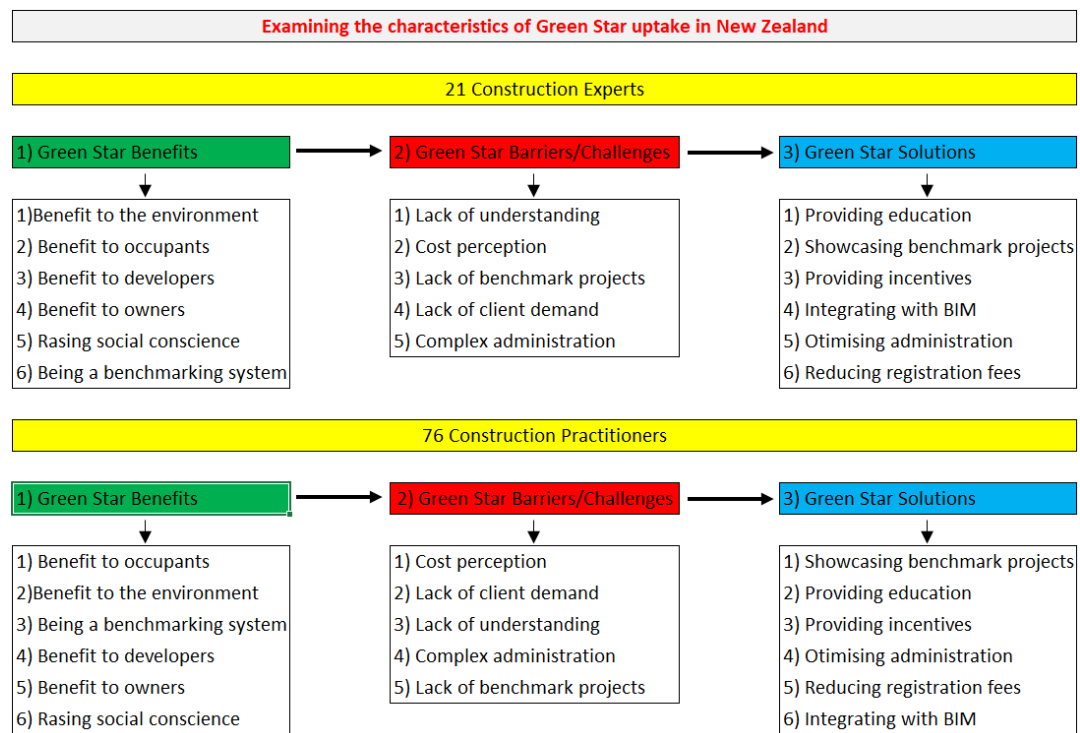 Examining the characteristics of Green Star uptake in New Zealand
21 Construction Experts
1) Green Star Benefits
2) Green Star Barriers/Challenges
3) Green Star Solutions
1)Benefit to the environment
2) Benefit to occupants
3) Benefit to developers
4) Benefit to owners
5) Rasing social conscience
6) Being a benchmarking system
1) Lack of understanding
2) Cost perception
3) Lack of benchmark projects
4) Lack of client demand
5) Complex administration
1) Providing education
2) Showcasing benchmark projects
3) Providing incentives
4) Integrating with BIM
5) Otimising administration
6) Reducing registration fees
76 Construction Practitioners
1) Green Star Benefits
2) Green Star Barriers/Challenges
3) Green Star Solutions
1) Benefit to occupants
2)Benefit to the environment
3) Being a benchmarking system
4) Benefit to developers
5) Benefit to owners
6) Rasing social conscience
1) Cost perception
2) Lack of client demand
3) Lack of understanding
4) Complex administration
5) Lack of benchmark projects
1) Showcasing benchmark projects
2) Providing education
3) Providing incentives
4) Otimising administration
5) Reducing registration fees
6) Integrating with BIM